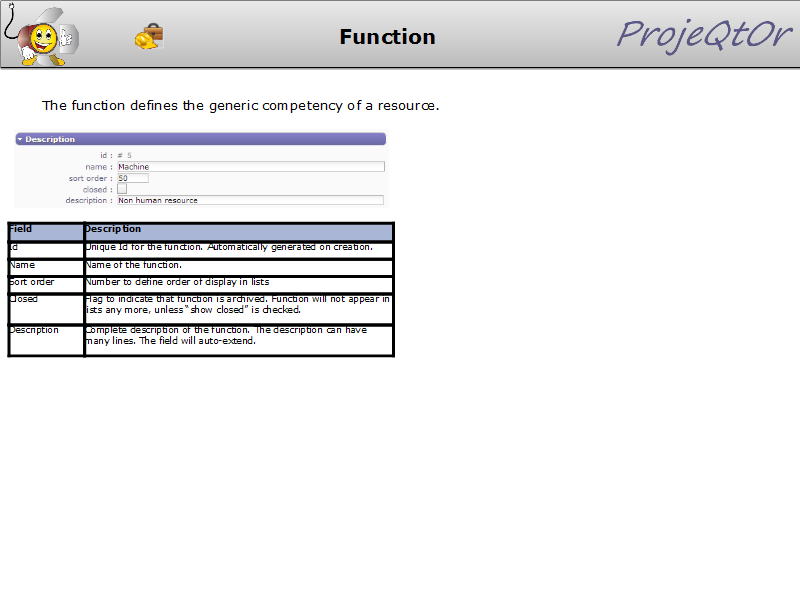 Function
ProjeQtOr
The function defines the generic competency of a resource.
Description
id : # 5
name : Machine
sort order : 50
closed :
description : Non human resource
Field Description
Id Unique Id for the function. Automatically generated on creation.
Name Name of the function.
Sort order Number to define order of display in lists
Closed Flag to indicate that function is archived. Function will not appear in
lists any more, unless “show closed” is checked.
Description Complete description of the function. The description can have
many lines. The field will auto-extend.